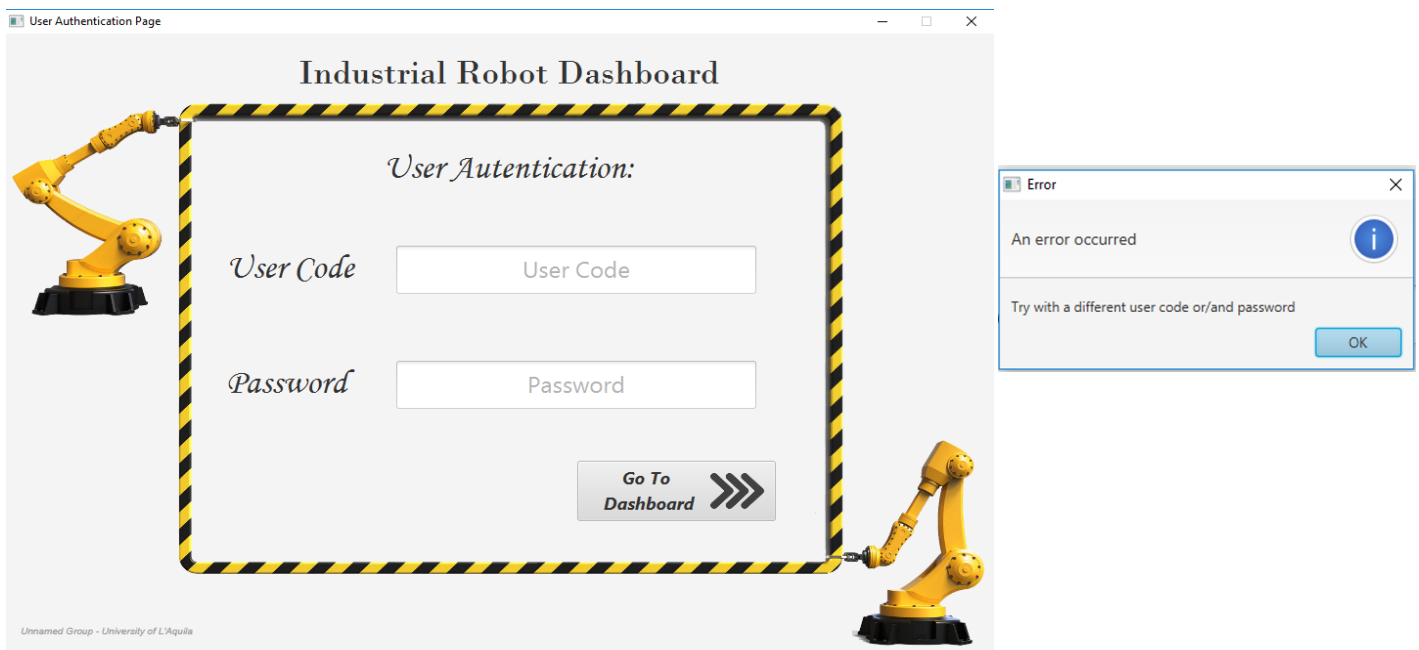 User Authentication Page
Industrial Robot Dashboard
User Autentication:
User Code
User Code
Password
Password
Go To
Dashboard
Unnamed Group - University of L'Aquila
Error
An error occurred
i
Try with a different user code or/and password
OK